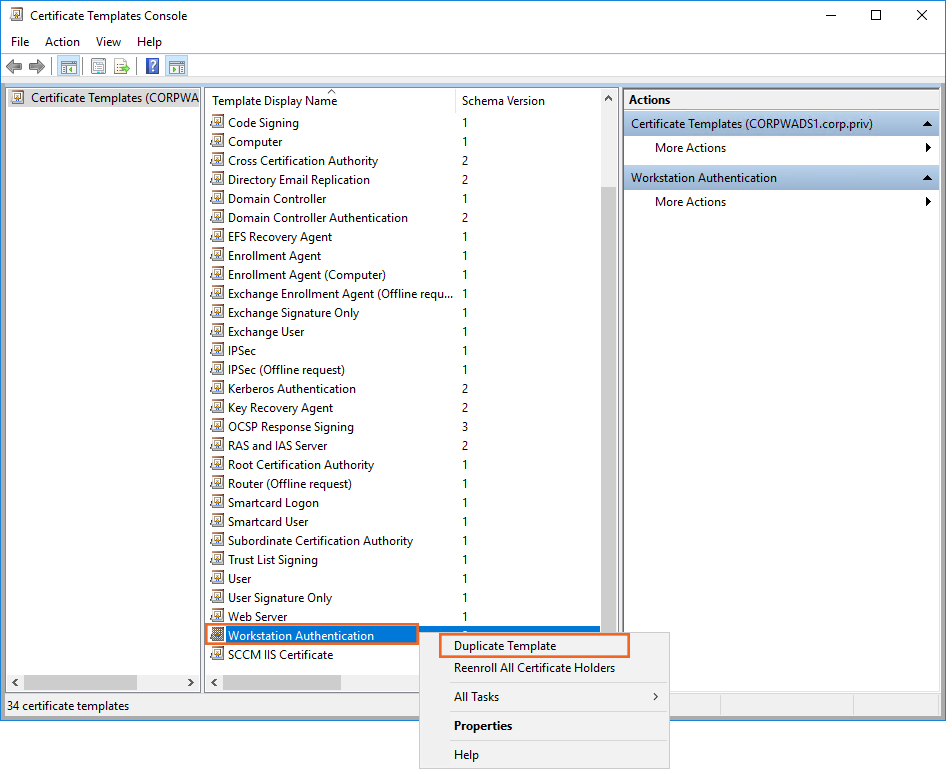 Certificate Templates Console
File Action View Help
Certificate Templates (CORPWA
Template Display Name Schema Version
Code Signing 1
Computer 1
Cross Certification Authority 2
Directory Email Replication 2
Domain Controller 1
Domain Controller Authentication 2
EFS Recovery Agent 1
Enrollment Agent 1
Enrollment Agent (Computer) 1
Exchange Enrollment Agent (Offline requ... 1
Exchange Signature Only 1
Exchange User 1
IPSec 1
IPSec (Offline request) 1
Kerberos Authentication 2
Key Recovery Agent 2
OCSP Response Signing 3
RAS and IAS Server 2
Root Certification Authority 1
Router (Offline request) 1
Smartcard Logon 1
Smartcard User 1
Subordinate Certification Authority 1
Trust List Signing 1
User 1
User Signature Only 1
Web Server 1
Workstation Authentication
SCCM IIS Certificate
Actions
Certificate Templates (CORPWADS1.corp.priv)
More Actions
Workstation Authentication
More Actions
Duplicate Template
Reenroll All Certificate Holders
All Tasks
Properties
Help
34 certificate templates